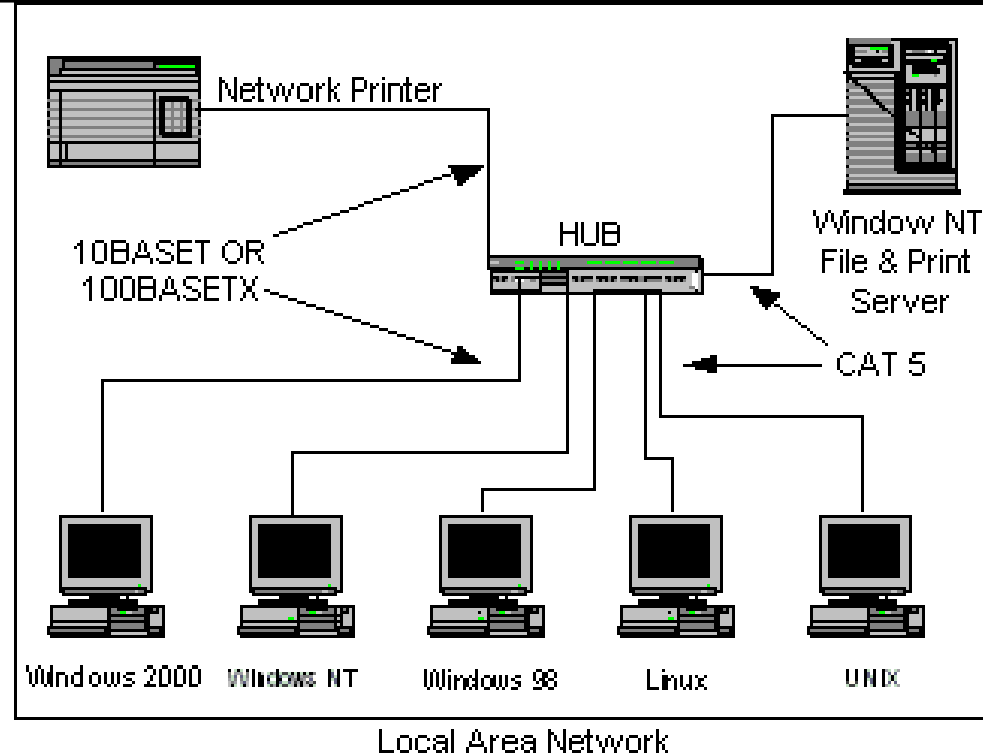 Network Printer
HUB
Window NT
File & Print
Server
10BASET OR
100BASETX
CAT 5
Windows 2000
Windows NT
Windows 98
Linux
UNIX
Local Area Network